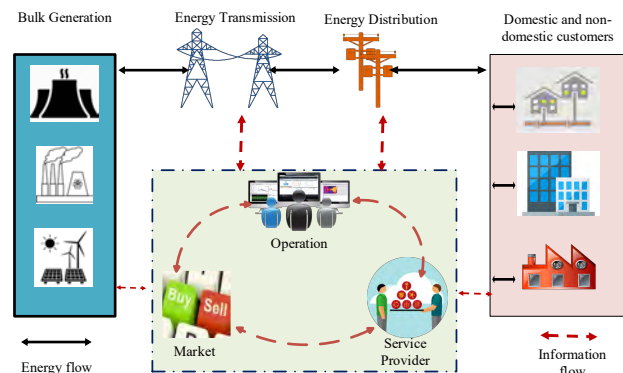 Bulk Generation
Energy Transmission
Energy Distribution
Domestic and non-
domestic customers
Operation
Buy
Sell
Market
Service
Provider
Energy flow
Information
flow